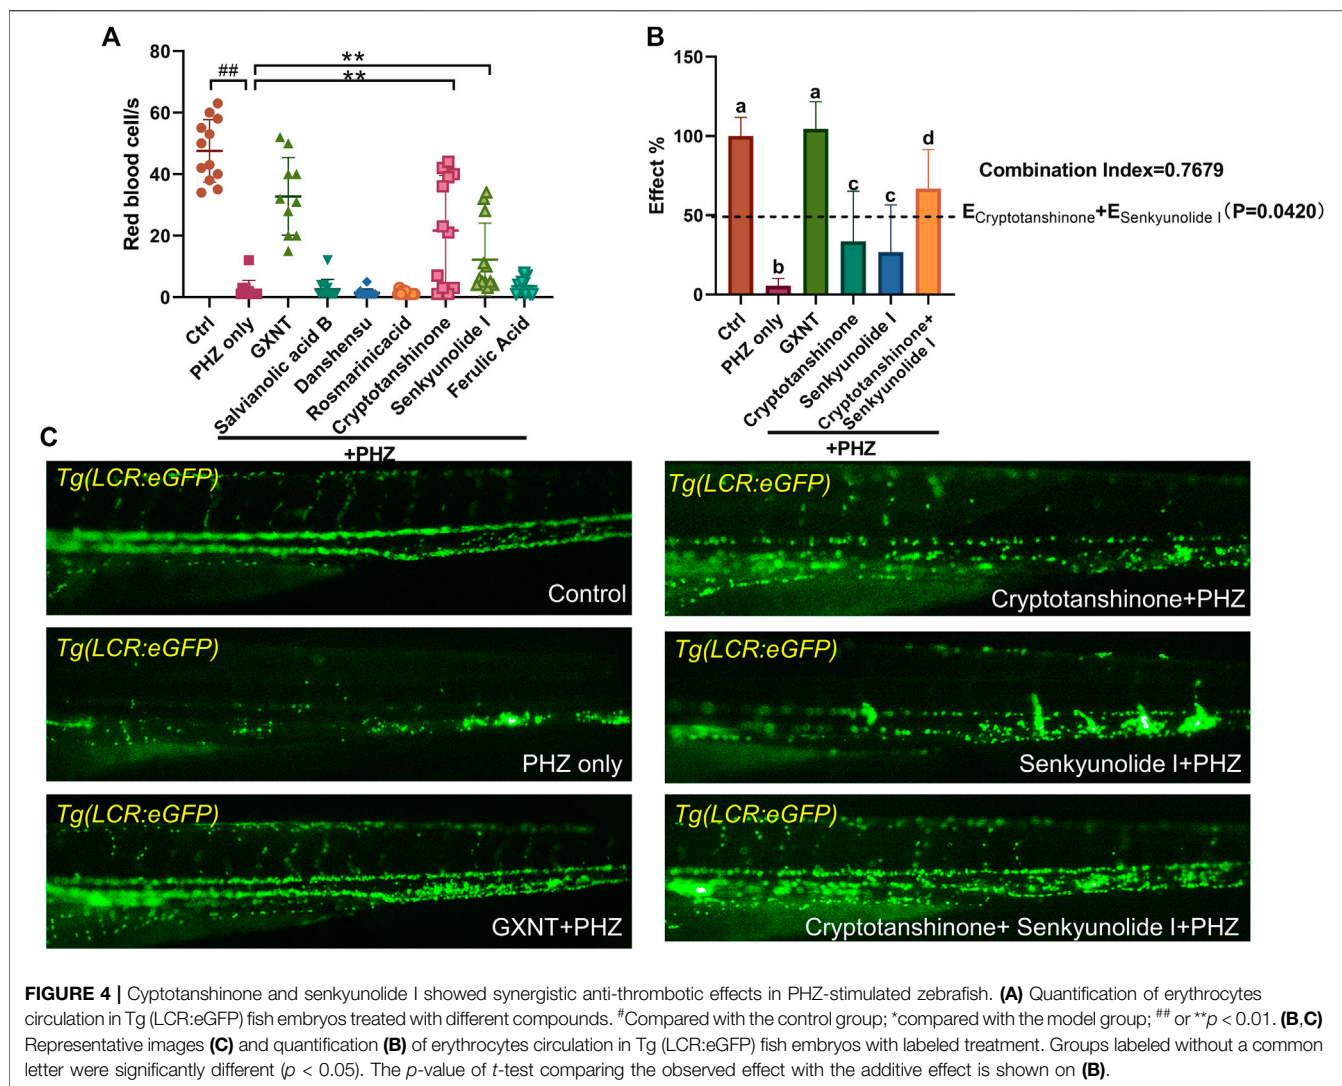 A
Red blood cell/s
80
60
40
20
0
##
**
**
Ctrl
PHZ only
GXNT
Salvianolic acid B
Danshensu
Rosmarinicacid
Cryptotanshinone
Senkyunolide I
Ferulic Acid
+PHZ
B
Effect %
150
100
50
0
a
b
a
c
c
d
Combination Index=0.7679
ECryptotanshinone+ESenkyunolide I(P=0.0420)
Ctrl
PHZ only
GXNT
Cryptotanshinone
Senkyunolide I
Cryptotanshinone+
Senkyunolide I
+PHZ
C
Tg(LCR:eGFP)
Control
Tg(LCR:eGFP)
Cryptotanshinone+PHZ
Tg(LCR:eGFP)
PHZ only
Tg(LCR:eGFP)
Senkyunolide I+PHZ
Tg(LCR:eGFP)
GXNT+PHZ
Tg(LCR:eGFP)
Cryptotanshinone+ Senkyunolide I+PHZ
FIGURE 4 | Cyptotanshinone and senkyunolide I showed synergistic anti-thrombotic effects in PHZ-stimulated zebrafish. (A) Quantification of erythrocytes
circulation in Tg (LCR:eGFP) fish embryos treated with different compounds. #Compared with the control group; *compared with the model group; ## or **p < 0.01. (B,C)
Representative images (C) and quantification (B) of erythrocytes circulation in Tg (LCR:eGFP) fish embryos with labeled treatment. Groups labeled without a common
letter were significantly different (p < 0.05). The p-value of t-test comparing the observed effect with the additive effect is shown on (B).